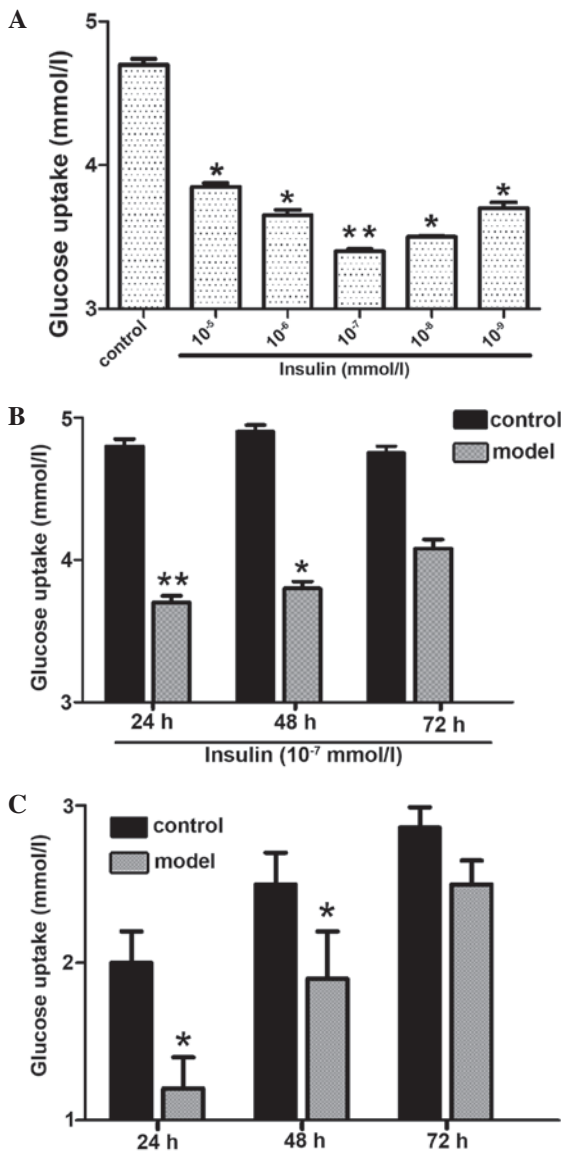 A
Glucose uptake (mmol/l)
5
4
3
*
*
**
*
*
control
10⁻⁵
10⁻⁶
10⁻⁷
10⁻⁸
10⁻⁹
Insulin (mmol/l)
B
Glucose uptake (mmol/l)
5
4
3
control
model
**
*
24 h
48 h
72 h
Insulin (10⁻⁷ mmol/l)
C
Glucose uptake (mmol/l)
3
2
1
control
model
*
*
24 h
48 h
72 h